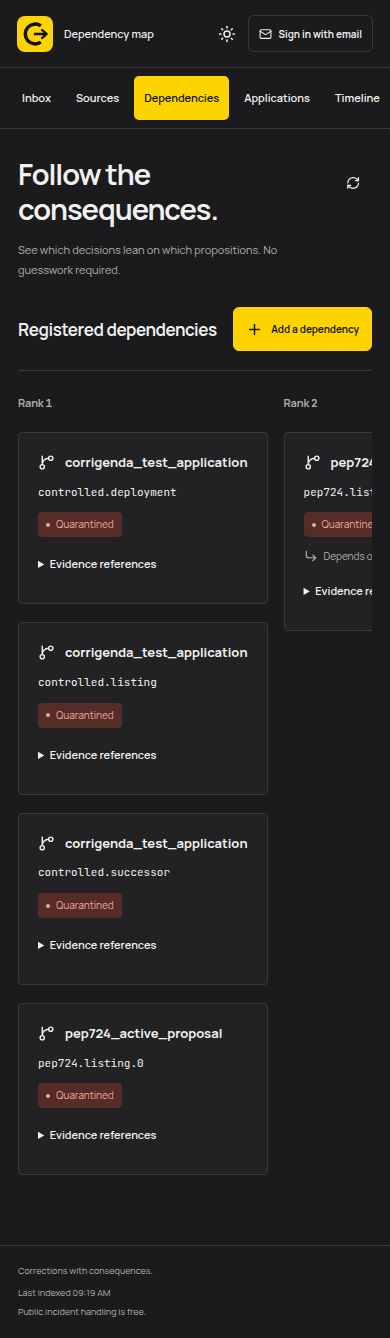 Dependency map
Sign in with email
Inbox
Sources
Dependencies
Applications
Timeline
Follow the
consequences.
See which decisions lean on which propositions. No
guesswork required.
Registered dependencies
Add a dependency
Rank 1
corrigenda_test_application
controlled.deployment
Quarantined
Evidence references
corrigenda_test_application
controlled.listing
Quarantined
Evidence references
corrigenda_test_application
controlled.successor
Quarantined
Evidence references
pep724_active_proposal
pep724.listing.0
Quarantined
Evidence references
Rank 2
Depends
Evidence
Corrections with consequences.
Last indexed 09:19 AM
Public incident handling is free.